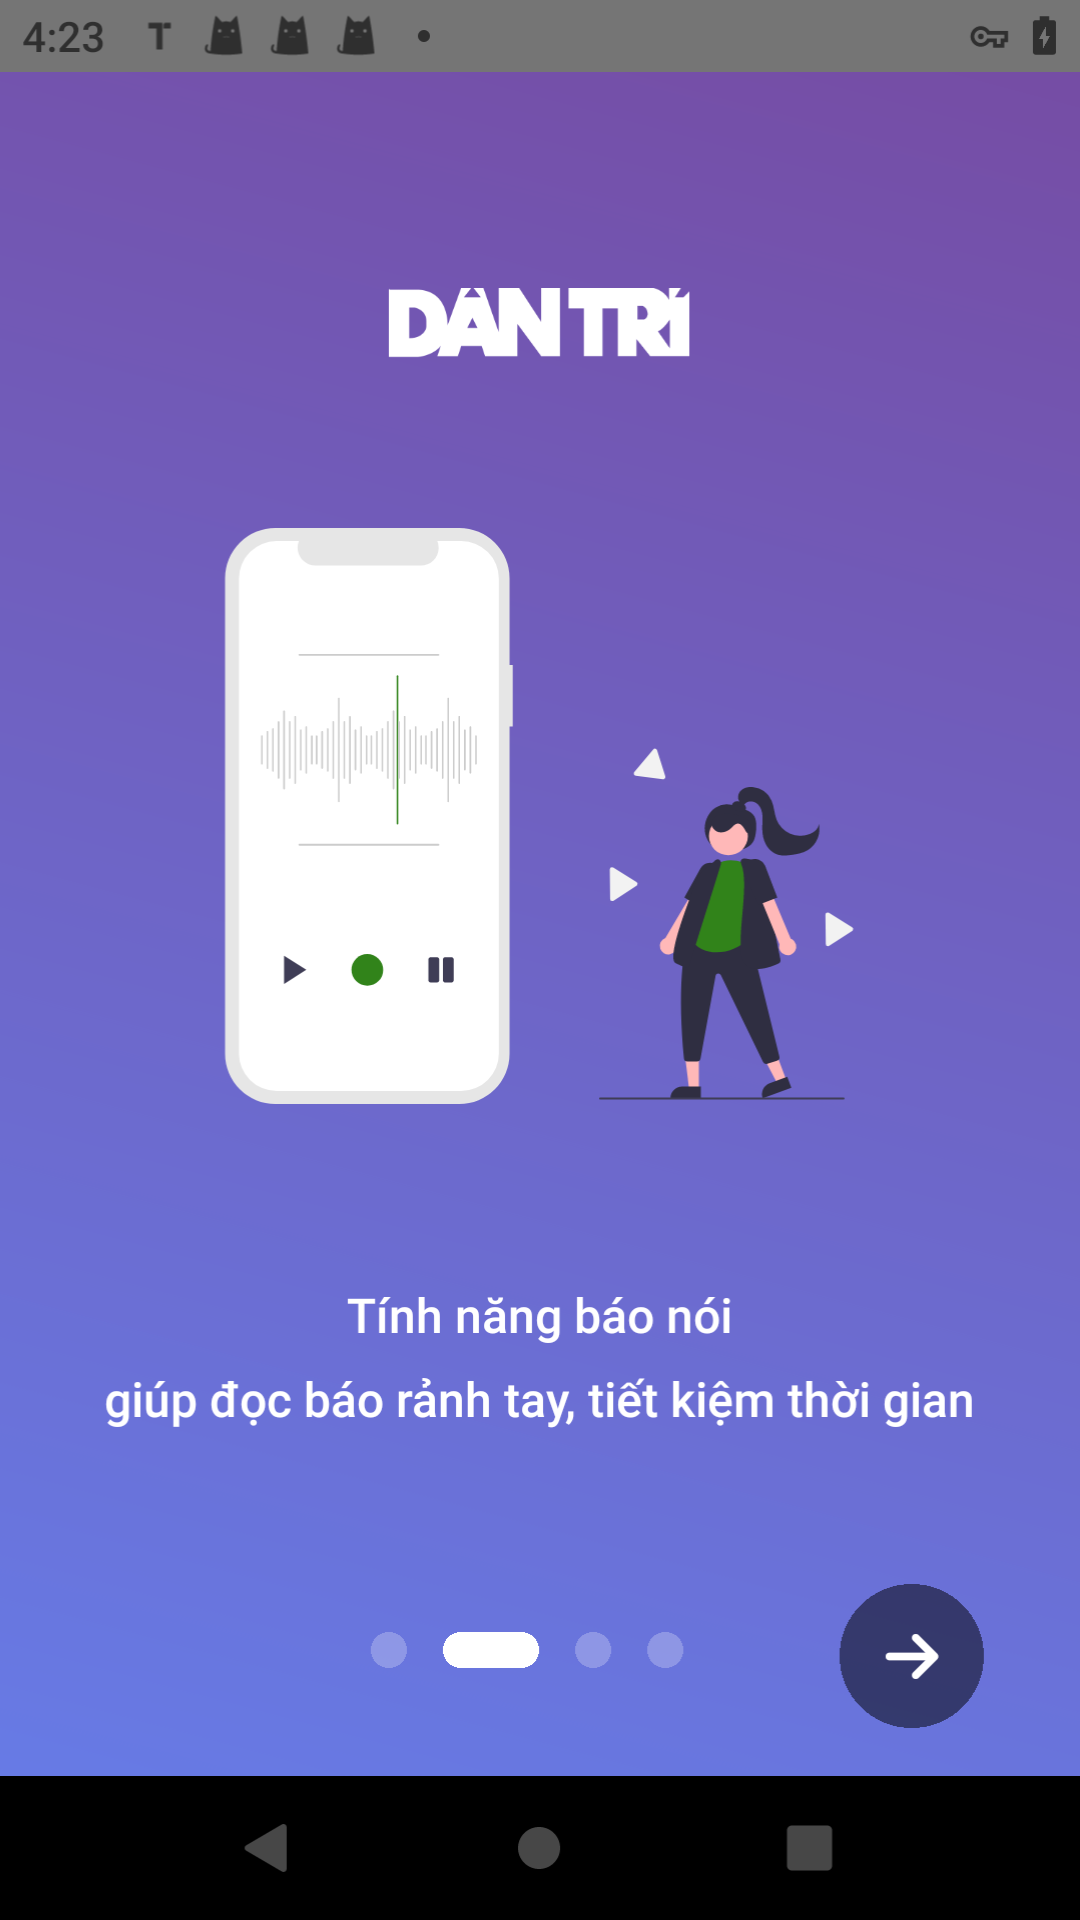 4:23
DÂN TRÍ
Tính năng báo nói
giúp đọc báo rảnh tay, tiết kiệm thời gian